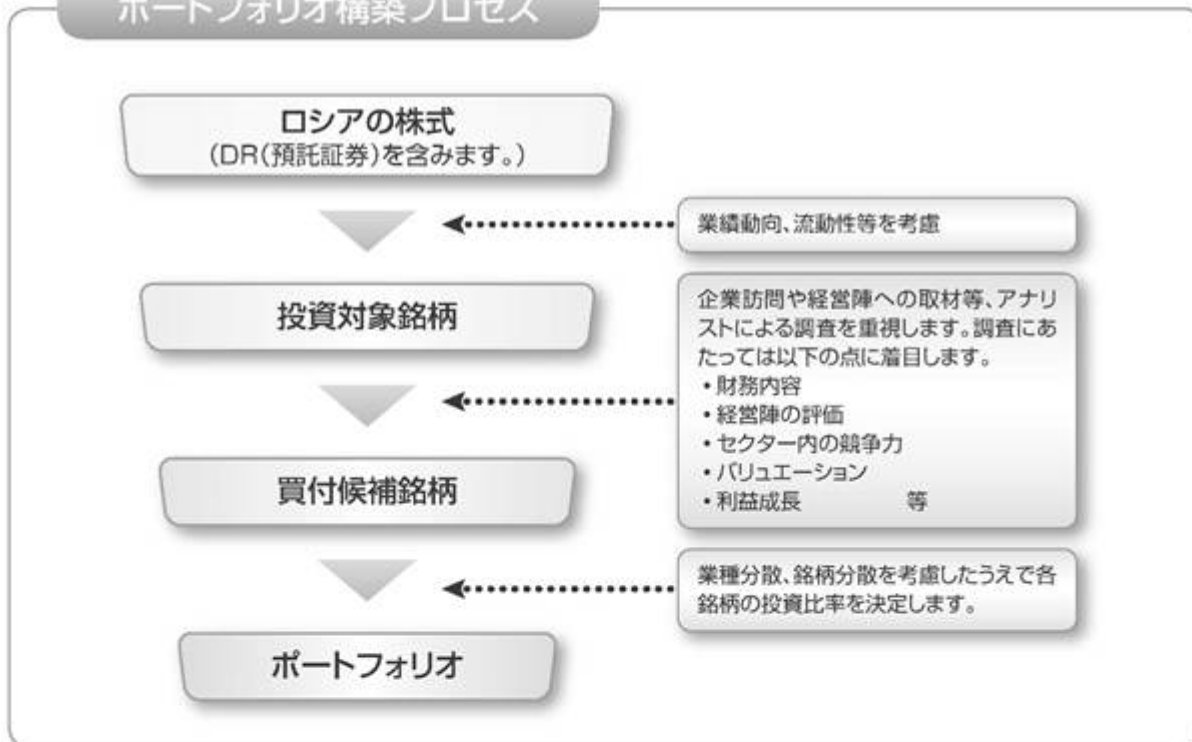 ポートフォリオ構築プロセス
ロシアの株式
(DR(預託証券)を含みます。)
業績動向、流動性等を考慮
投資対象銘柄
企業訪問や経営陣への取材等、アナリ
ストによる調査を重視します。調査にあ
たっては以下の点に着目します。
・財務内容
・経営陣の評価
・セクター内の競争力
・バリュエーション
・利益成長 等
買付候補銘柄
業種分散、銘柄分散を考慮したうえで各
銘柄の投資比率を決定します。
ポートフォリオ